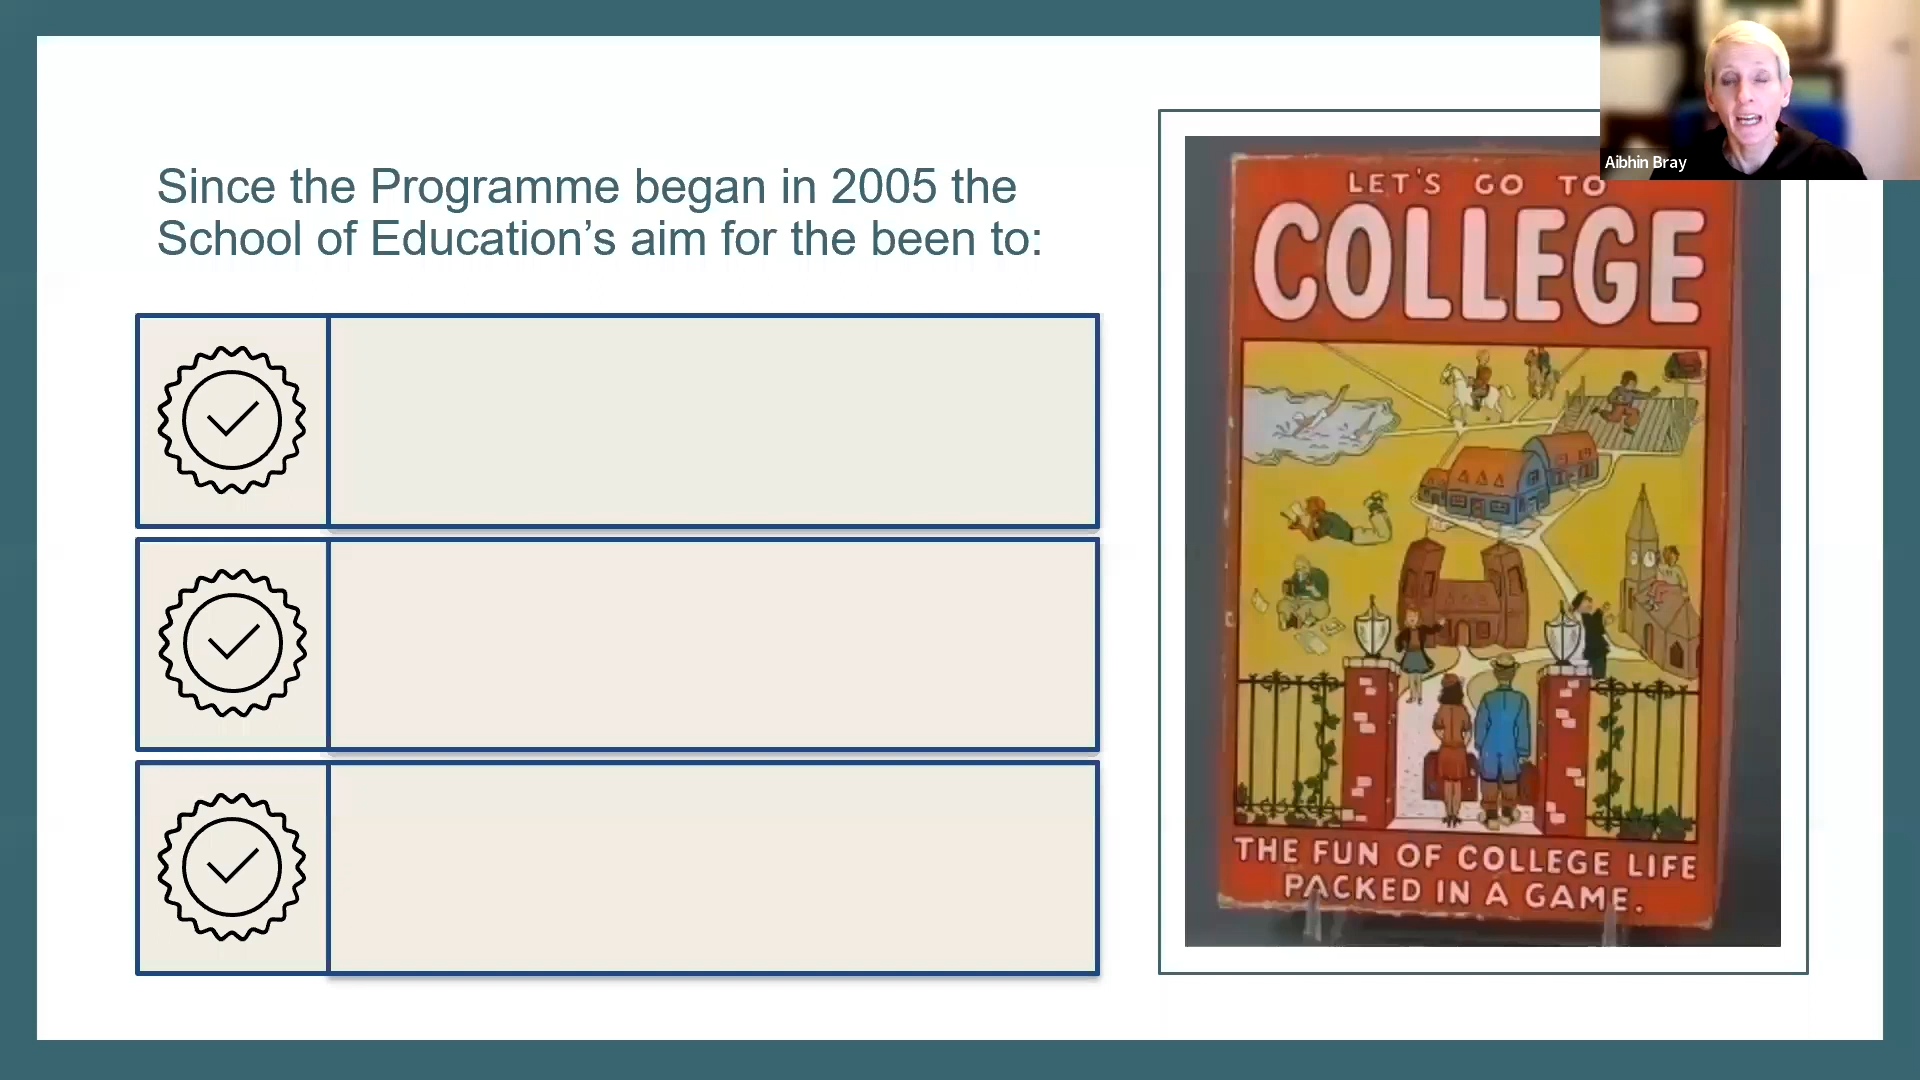 Since the Programme began in 2005 the
School of Education’s aim for the been to:
Aibhin Bray
LET'S GO TO
COLLEGE
THE FUN OF COLLEGE LIFE
PACKED IN A GAME.